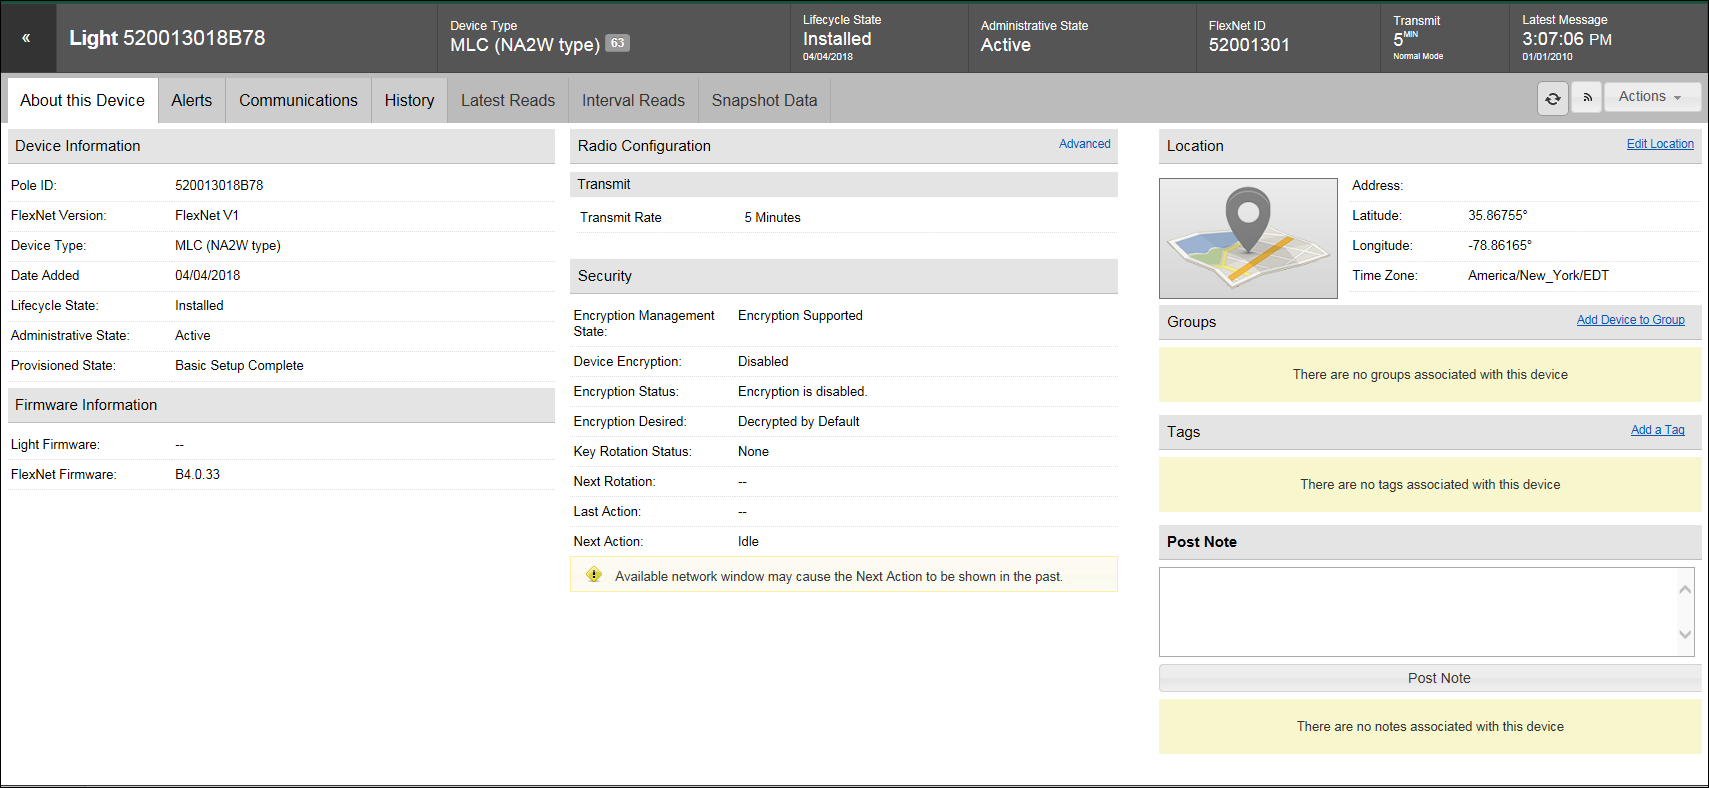 «
Light 520013018B78
Device Type
MLC (NA2W type) 63
Lifecycle State
Installed
04/04/2018
Administrative State
Active
FlexNet ID
52001301
Transmit
5MIN
Normal Mode
Latest Message
3:07:06 PM
01/01/2010
About this Device
Alerts
Communications
History
Latest Reads
Interval Reads
Snapshot Data
Actions
Device Information
Pole ID: 520013018B78
FlexNet Version: FlexNet V1
Device Type: MLC (NA2W type)
Date Added 04/04/2018
Lifecycle State: Installed
Administrative State: Active
Provisioned State: Basic Setup Complete
Firmware Information
Light Firmware: --
FlexNet Firmware: B4.0.33
Radio Configuration Advanced
Transmit
Transmit Rate 5 Minutes
Security
Encryption Management Encryption Supported
State:
Device Encryption: Disabled
Encryption Status: Encryption is disabled.
Encryption Desired: Decrypted by Default
Key Rotation Status: None
Next Rotation: --
Last Action: --
Next Action: Idle
Available network window may cause the Next Action to be shown in the past.
Location Edit Location
Address:
Latitude: 35.86755°
Longitude: -78.86165°
Time Zone: America/New_York/EDT
Groups Add Device to Group
There are no groups associated with this device
Tags Add a Tag
There are no tags associated with this device
Post Note
Post Note
There are no notes associated with this device